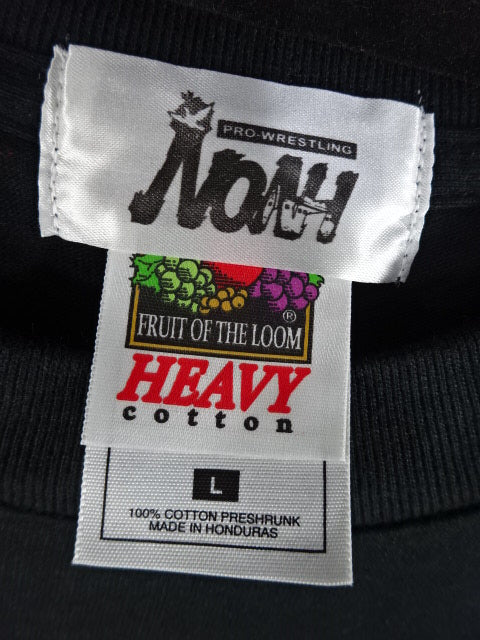 PRO-WRESTLING
NOAH
FRUIT OF THE LOOM
®
HEAVY
cotton
L
100% COTTON PRESHRUNK
MADE IN HONDURAS